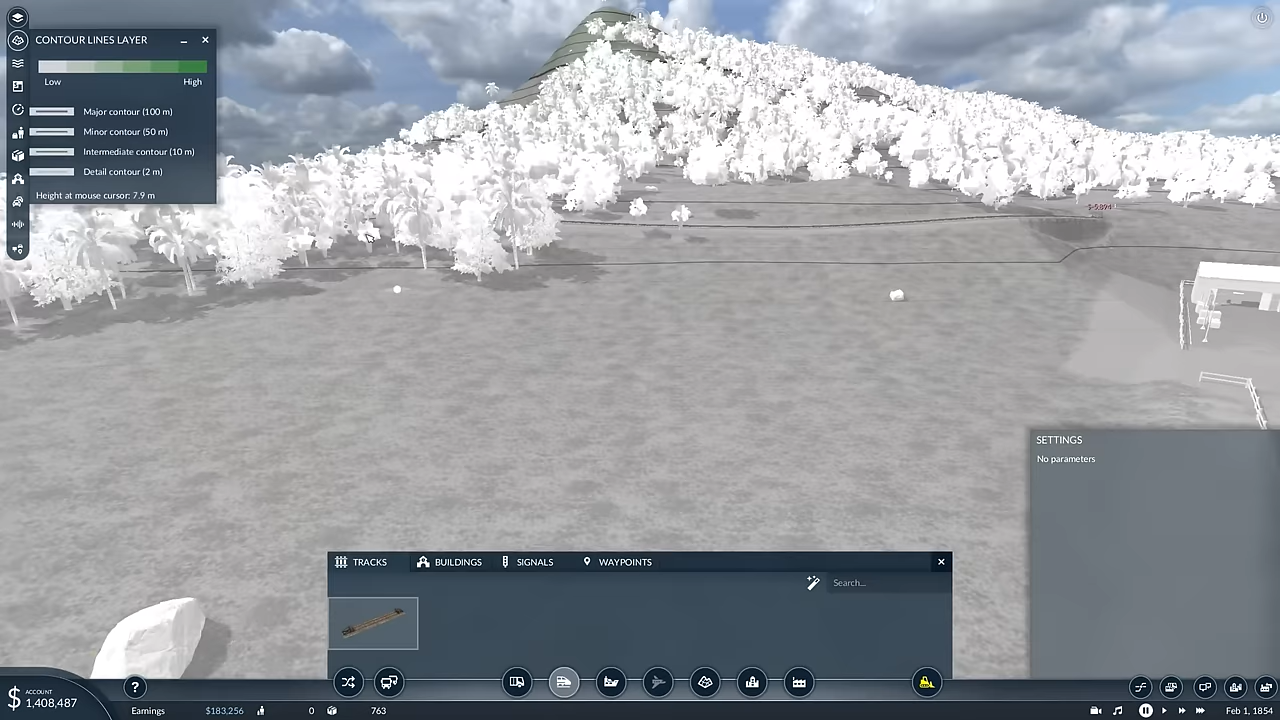 CONTOUR LINES LAYER
Low High
Major contour (100 m)
Minor contour (50 m)
Intermediate contour (10 m)
Detail contour (2 m)
Height at mouse cursor: 7.9 m
SETTINGS
No parameters
TRACKS BUILDINGS SIGNALS WAYPOINTS
Search...
?
$ ACCOUNT
1,408,487
Earnings $183,256 0 763 Feb 1, 1854